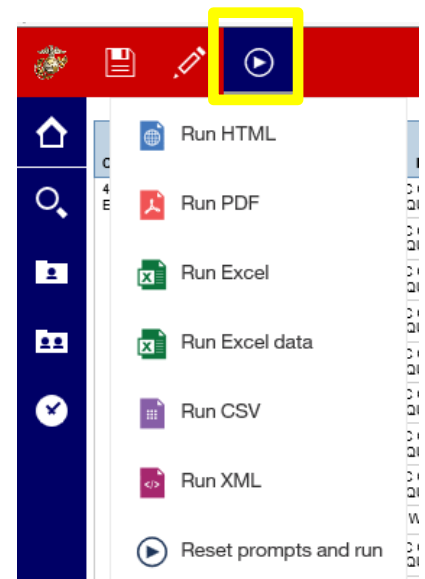 Run HTML
Run PDF
Run Excel
Run Excel data
Run CSV
Run XML
Reset prompts and run